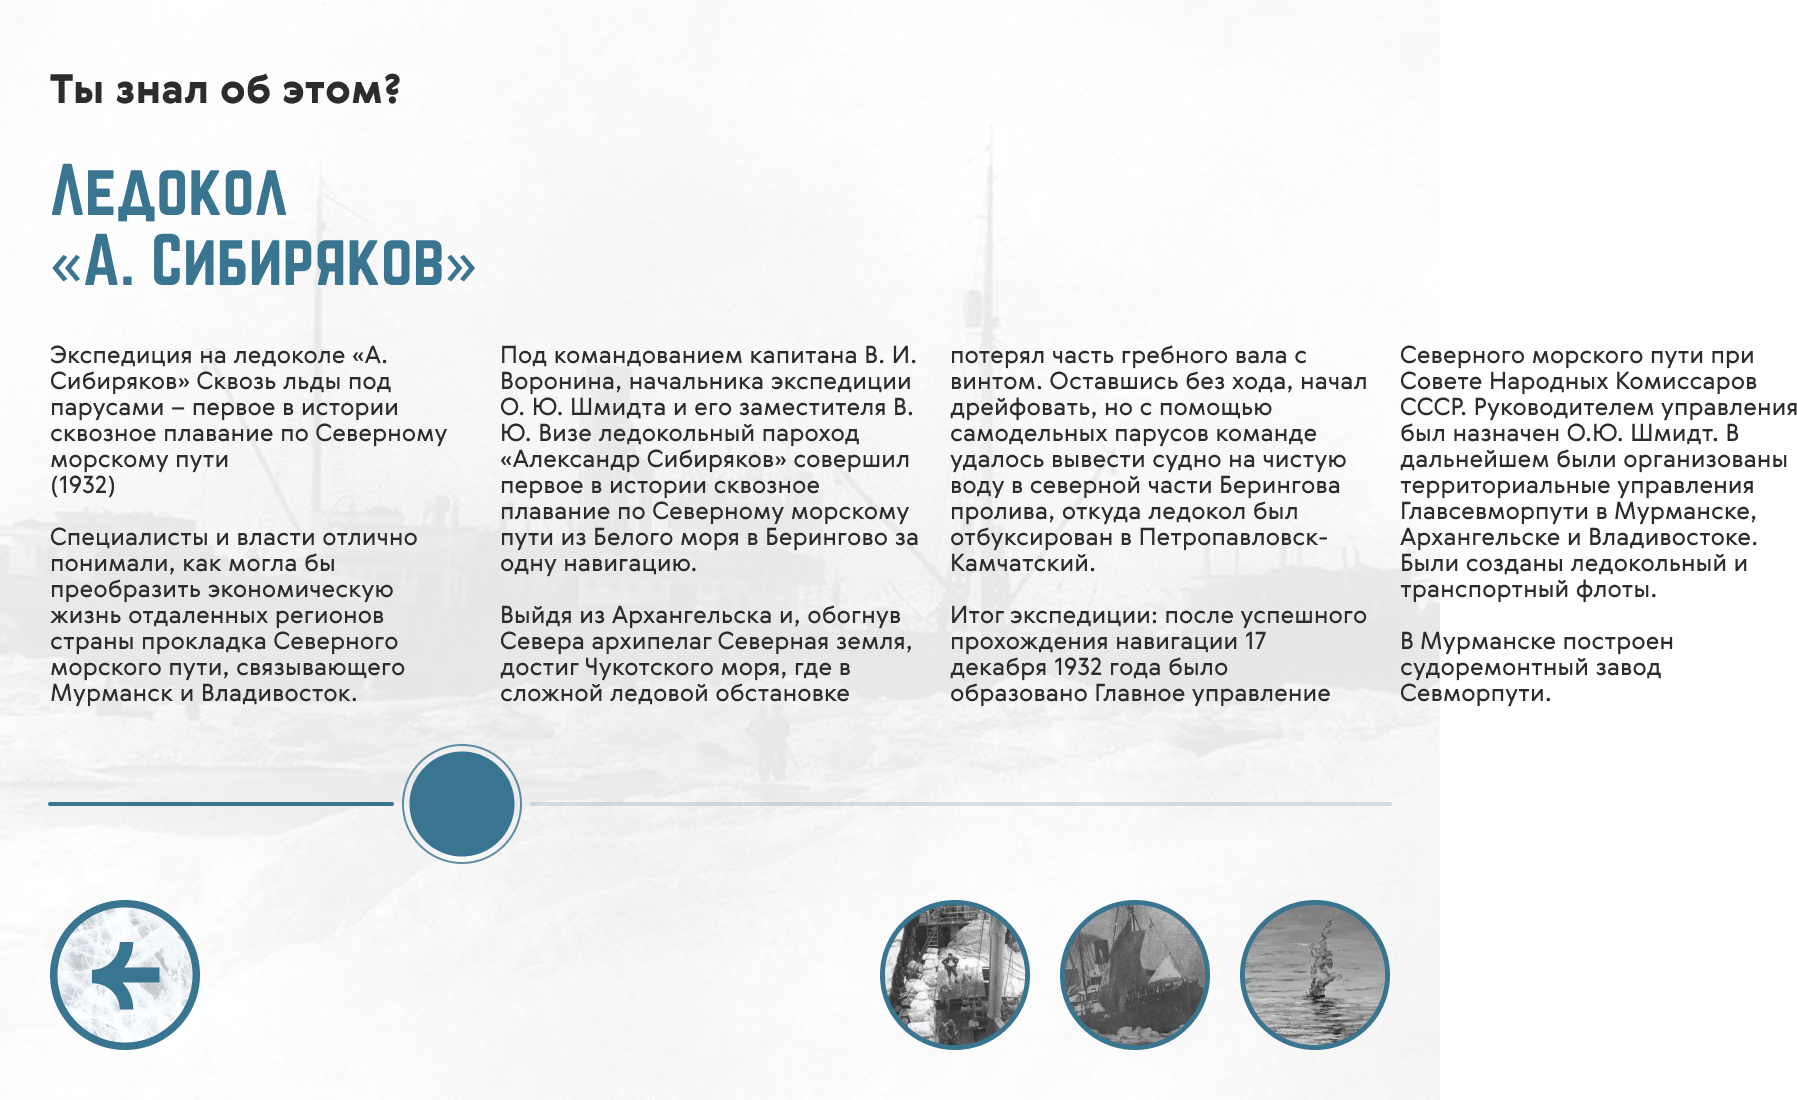 Ты знал об этом?
Ледокол
«А. Сибиряков»
Экспедиция на ледоколе «А.
Сибиряков» Сквозь льды под
парусами – первое в истории
сквозное плавание по Северному
морскому пути
(1932)
Специалисты и власти отлично
понимали, как могла бы
преобразить экономическую
жизнь отдаленных регионов
страны прокладка Северного
морского пути, связывающего
Мурманск и Владивосток.
Под командованием капитана В. И.
Воронина, начальника экспедиции
О. Ю. Шмидта и его заместителя В.
Ю. Визе ледокольный пароход
«Александр Сибиряков» совершил
первое в истории сквозное
плавание по Северному морскому
пути из Белого моря в Берингово за
одну навигацию.
Выйдя из Архангельска и, обогнув
Севера архипелаг Северная земля,
достиг Чукотского моря, где в
сложной ледовой обстановке
потерял часть гребного вала с
винтом. Оставшись без хода, начал
дрейфовать, но с помощью
самодельных парусов команде
удалось вывести судно на чистую
воду в северной части Берингова
пролива, откуда ледокол был
отбуксирован в Петропавловск-
Камчатский.
Итог экспедиции: после успешного
прохождения навигации 17
декабря 1932 года было
образовано Главное управление
Северного морского пути при
Совете Народных Комиссаров
СССР. Руководителем управления
был назначен О.Ю. Шмидт. В
дальнейшем были организованы
территориальные управления
Главсевморпути в Мурманске,
Архангельске и Владивостоке.
Были созданы ледокольный и
транспортный флоты.
В Мурманске построен
судоремонтный завод
Севморпути.